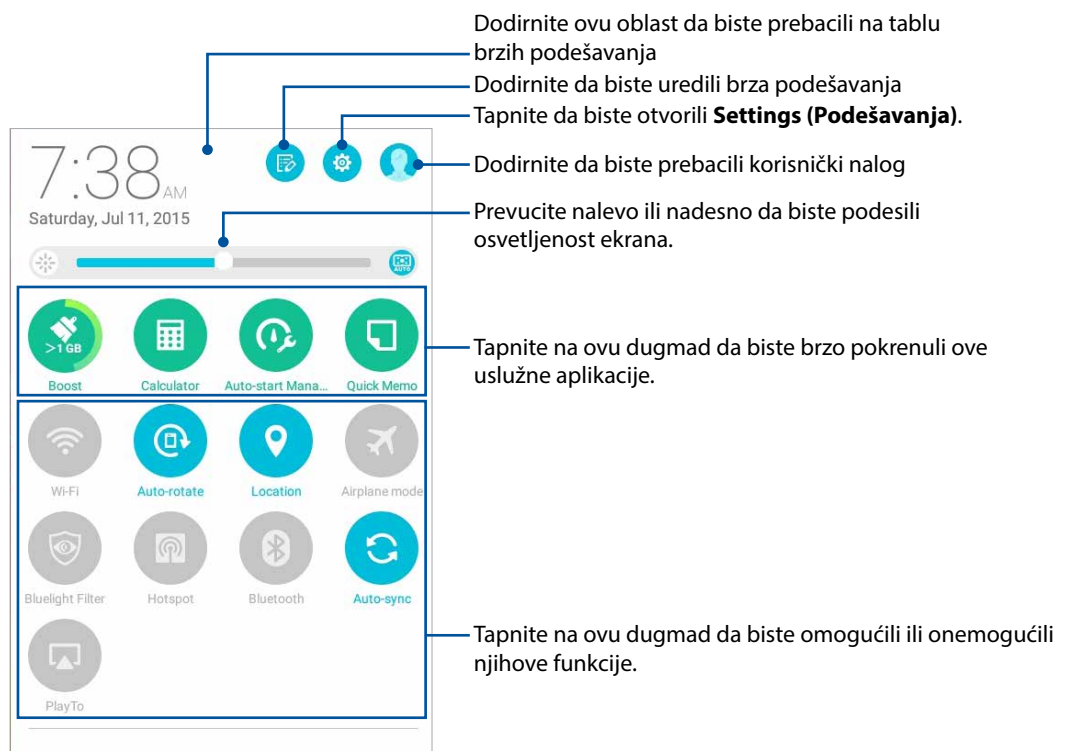 Dodirnite ovu oblast da biste prebacili na tablu
brzih podešavanja
Dodirnite da biste uredili brza podešavanja
Tapnite da biste otvorili Settings (Podešavanja).
Dodirnite da biste prebacili korisnički nalog
Prevucite nalevo ili nadesno da biste podesili
osvetljenost ekrana.
7:38 AM
Saturday, Jul 11, 2015
AUTO
>1 GB
Boost
Calculator
Auto-start Mana...
Quick Memo
Tapnite na ovu dugmad da biste brzo pokrenuli ove
uslužne aplikacije.
Wi-Fi
Auto-rotate
Location
Airplane mode
Bluelight Filter
Hotspot
Bluetooth
Auto-sync
PlayTo
Tapnite na ovu dugmad da biste omogućili ili onemogućili
njihove funkcije.